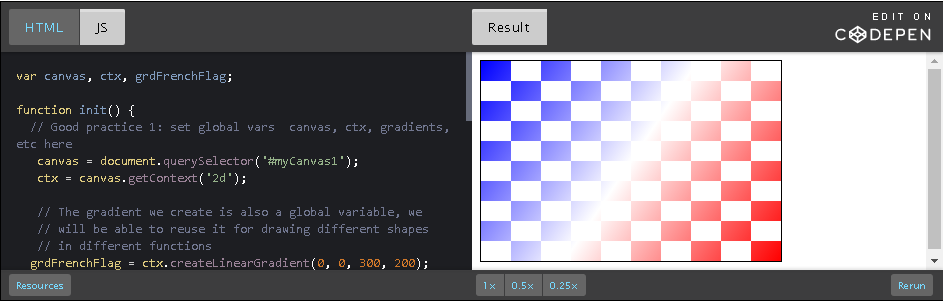 HTML JS Result EDIT ON
CODEPEN
var canvas, ctx, grdFrenchFlag;
function init() {
// Good practice 1: set global vars  canvas, ctx, gradients,
etc here
canvas = document.querySelector('#myCanvas1');
ctx = canvas.getContext('2d');
// The gradient we create is also a global variable, we
// will be able to reuse it for drawing different shapes
// in different functions
grdFrenchFlag = ctx.createLinearGradient(0, 0, 300, 200);
Resources 1× 0.5× 0.25× Rerun